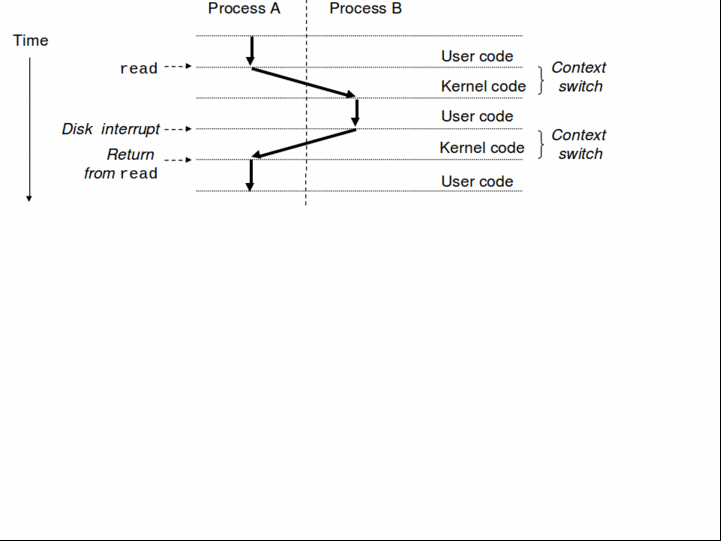 Process A Process B
Time
User code
read
Context
switch
Kernel code
User code
Disk interrupt
Context
switch
Kernel code
Return
from read
User code